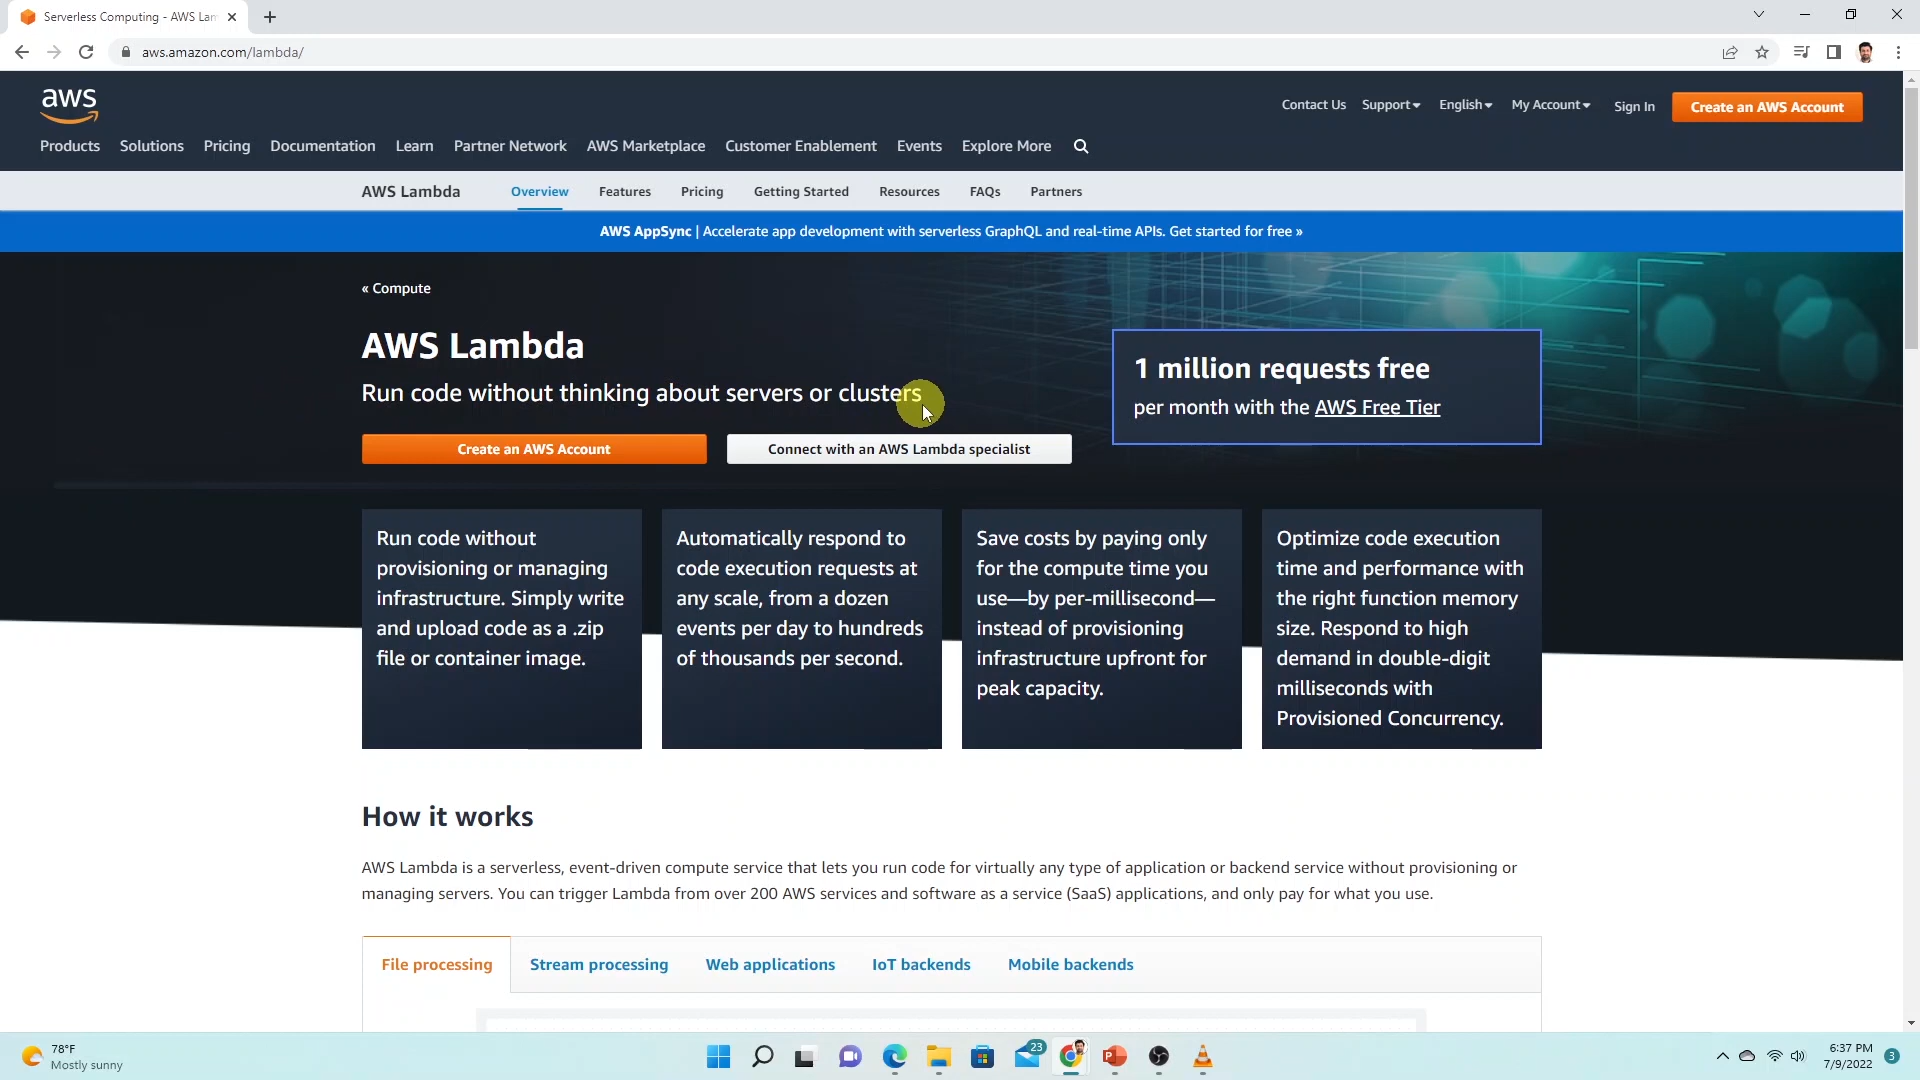 Serverless Computing - AWS Lam
aws.amazon.com/lambda/
aws
Contact Us Support English My Account Sign In Create an AWS Account
Products Solutions Pricing Documentation Learn Partner Network AWS Marketplace Customer Enablement Events Explore More
AWS Lambda Overview Features Pricing Getting Started Resources FAQs Partners
AWS AppSync | Accelerate app development with serverless GraphQL and real-time APIs. Get started for free »
« Compute
AWS Lambda
Run code without thinking about servers or clusters
Create an AWS Account
Connect with an AWS Lambda specialist
1 million requests free
per month with the AWS Free Tier
Run code without
provisioning or managing
infrastructure. Simply write
and upload code as a .zip
file or container image.
Automatically respond to
code execution requests at
any scale, from a dozen
events per day to hundreds
of thousands per second.
Save costs by paying only
for the compute time you
use—by per-millisecond—
instead of provisioning
infrastructure upfront for
peak capacity.
Optimize code execution
time and performance with
the right function memory
size. Respond to high
demand in double-digit
milliseconds with
Provisioned Concurrency.
How it works
AWS Lambda is a serverless, event-driven compute service that lets you run code for virtually any type of application or backend service without provisioning or
managing servers. You can trigger Lambda from over 200 AWS services and software as a service (SaaS) applications, and only pay for what you use.
File processing Stream processing Web applications IoT backends Mobile backends
78°F
Mostly sunny
23
6:37 PM
7/9/2022
3